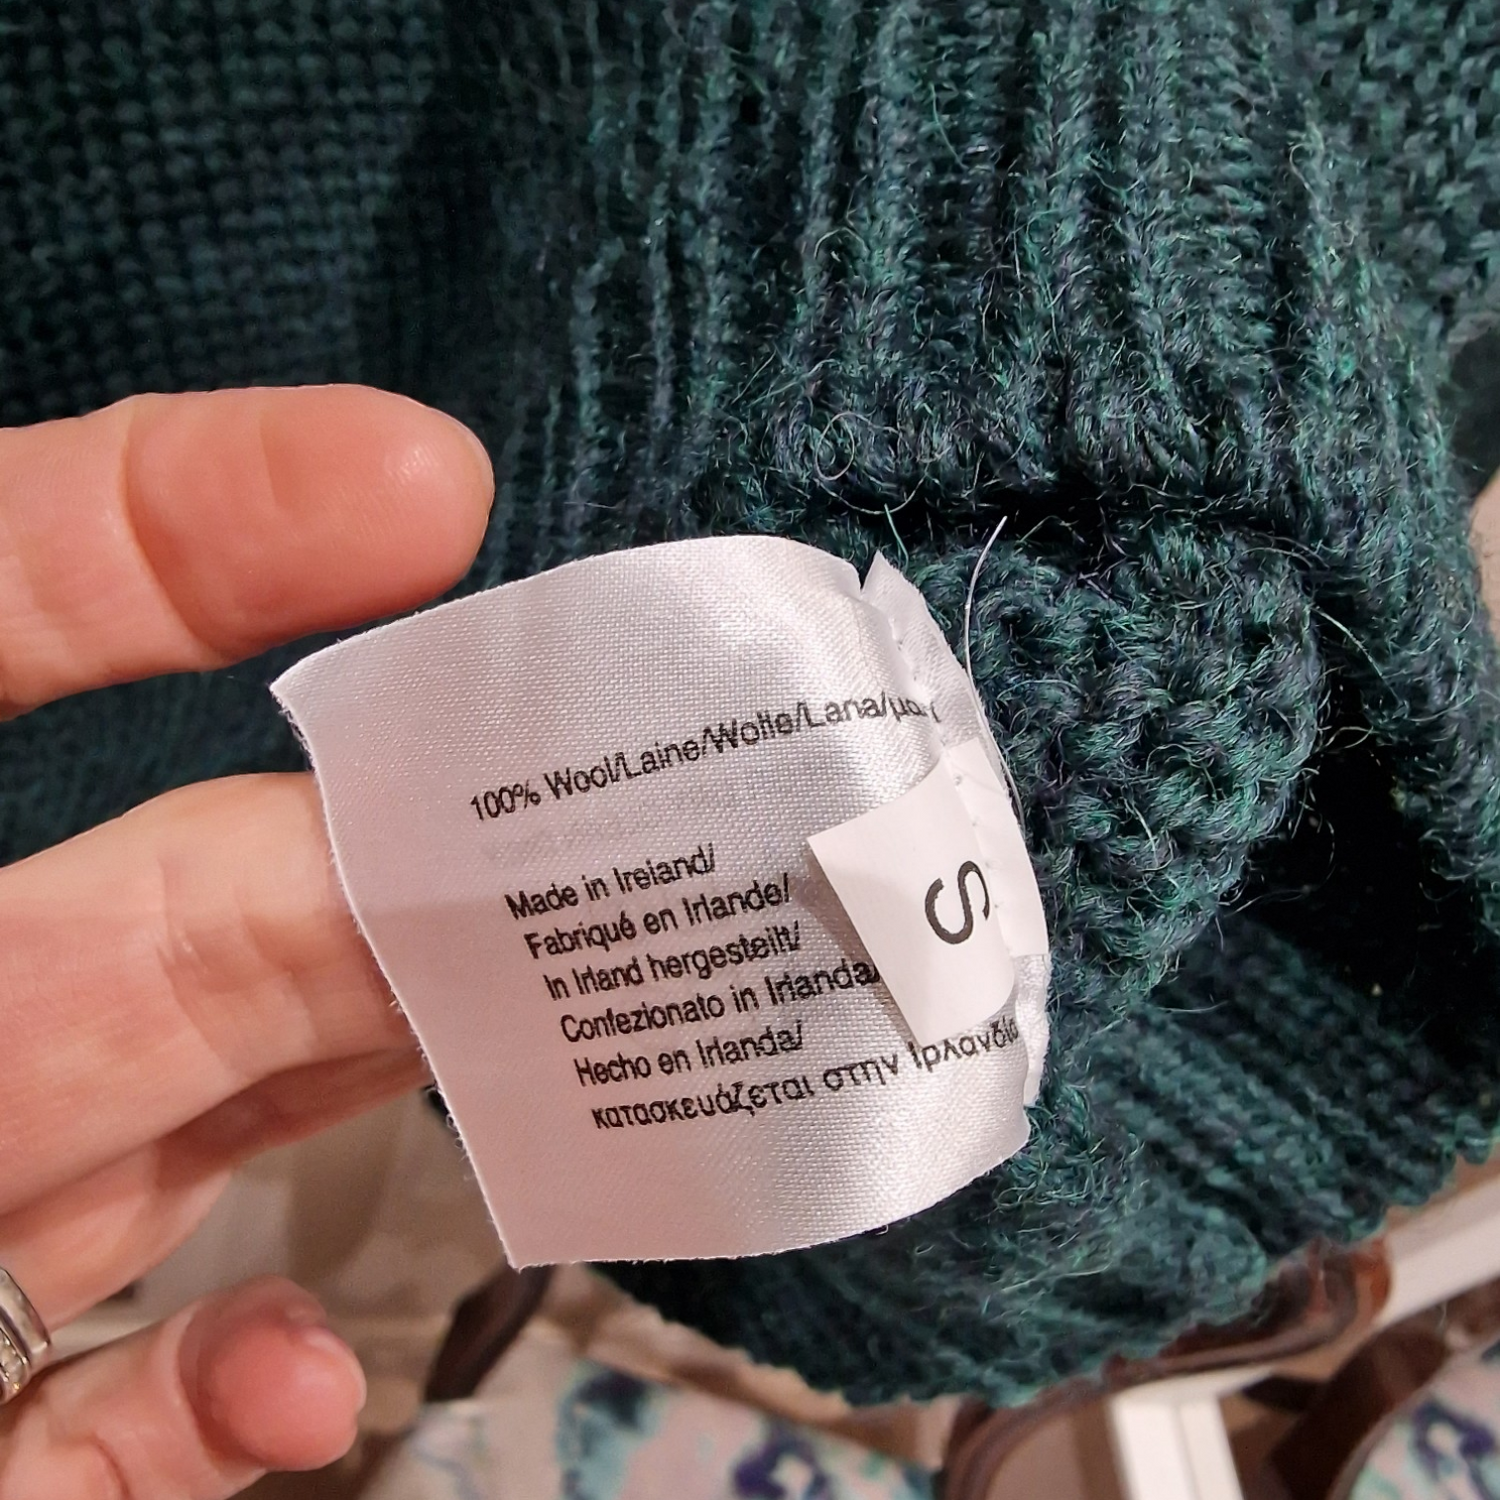 100% Wool/Laine/Wolle/Lana/μαλ
Made in Ireland/
Fabriqué en Irlande/
In Irland hergestellt/
Confezionato in Irlanda/
Hecho en Irlanda/
κατασκευάζεται στην Ιρλανδία
S